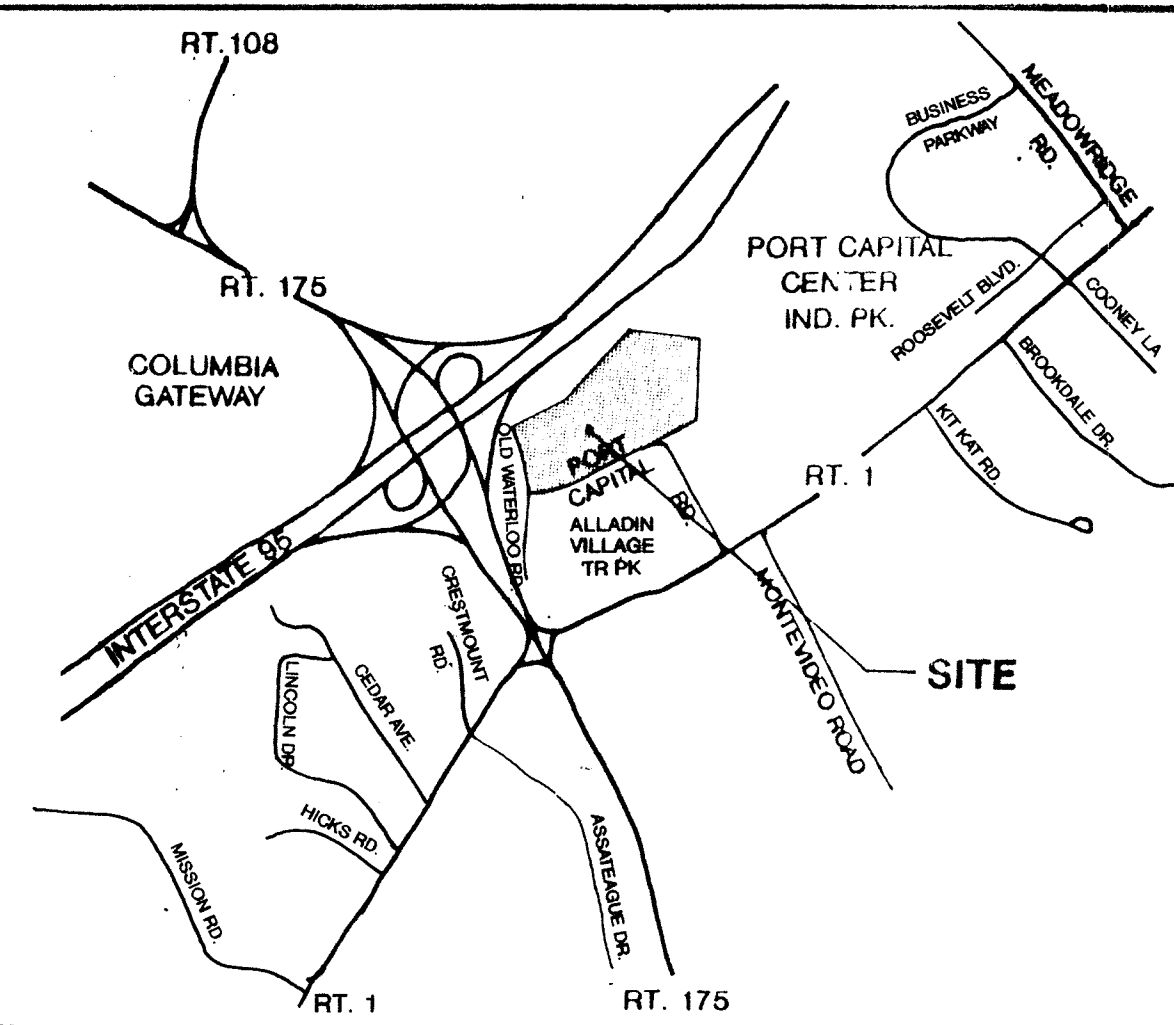 RT. 108
MEADOWRIDGE
RD.
BUSINESS
PARKWAY
PORT CAPITAL
CENTER
IND. PK.
RT. 175
ROOSEVELT BLVD.
COONEY LA
COLUMBIA
GATEWAY
BROOKDALE DR.
KIT KAT RD.
OLD WATERLOO RD.
PORT
CAPITAL
RD.
RT. 1
ALLADIN
VILLAGE
TR PK
INTERSTATE 95
CRESTMOUNT
RD.
MONTEVIDEO ROAD
SITE
LINCOLN DR.
CEDAR AVE.
HICKS RD.
MISSION RD.
ASSATEAGUE DR.
RT. 1
RT. 175